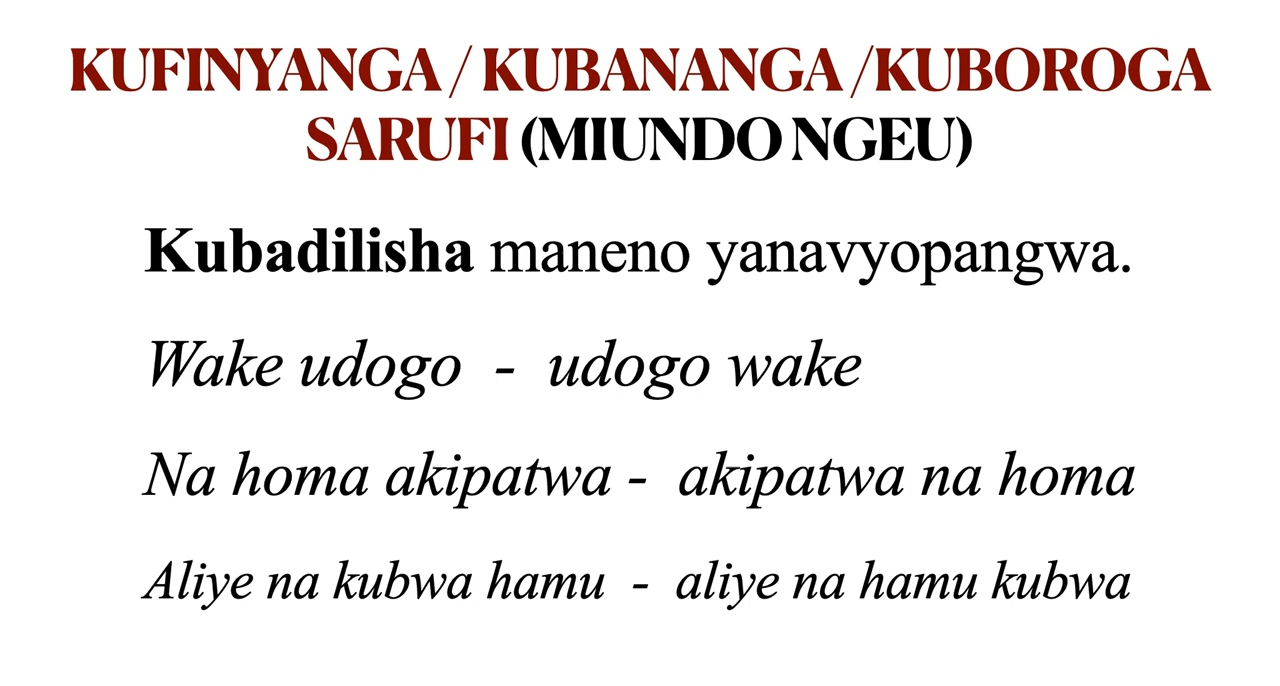 KUFINYANGA / KUBANANGA /KUBOROGA
SARUFI (MIUNDO NGEU)
Kubadilisha maneno yanavyopangwa.
Wake udogo - udogo wake
Na homa akipatwa - akipatwa na homa
Aliye na kubwa hamu - aliye na hamu kubwa